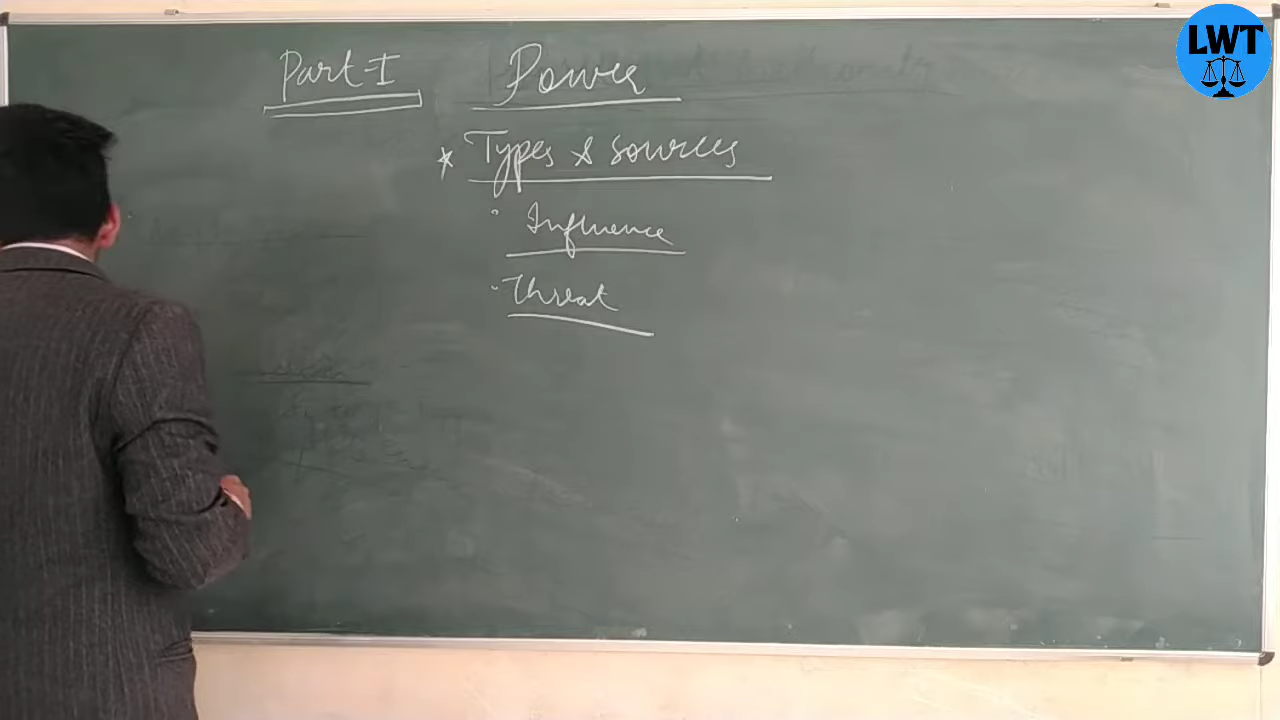 Part-I Power
* Types & Sources
· Influence
· Threat
LWT